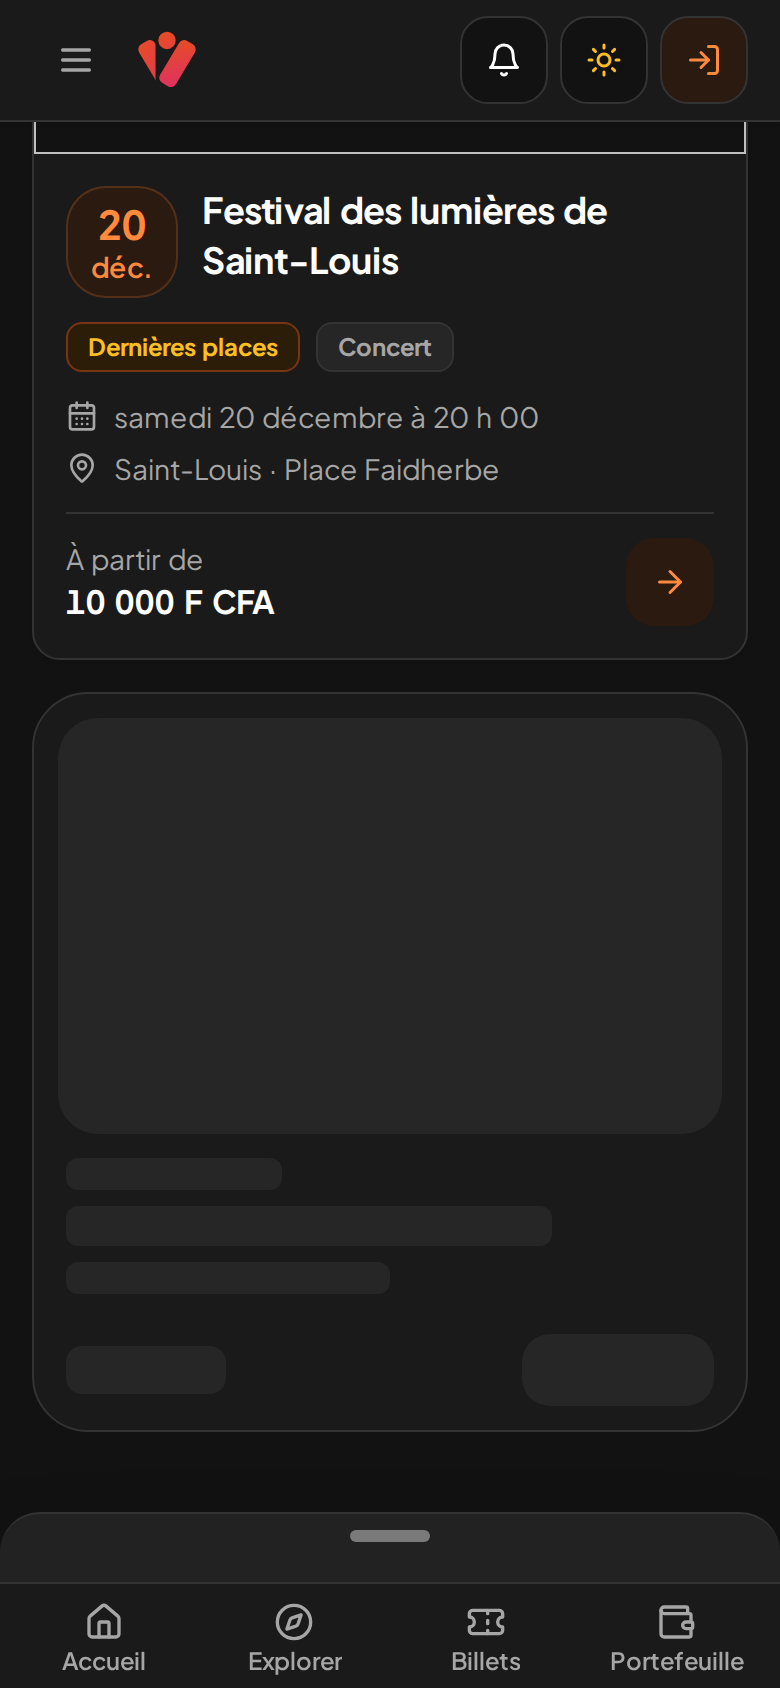 20
déc.
Festival des lumières de
Saint-Louis
Dernières places
Concert
samedi 20 décembre à 20 h 00
Saint-Louis · Place Faidherbe
À partir de
10 000 F CFA
Accueil
Explorer
Billets
Portefeuille